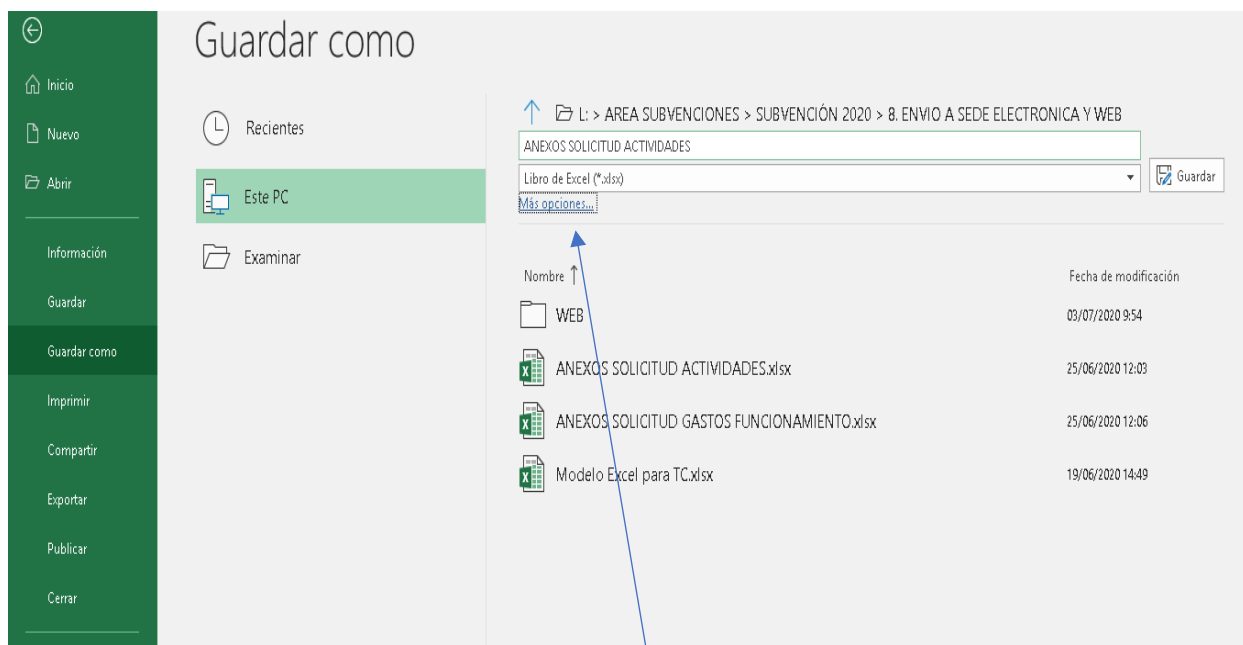 Guardar como
Inicio
Nuevo
Abrir
Información
Guardar
Guardar como
Imprimir
Compartir
Exportar
Publicar
Cerrar
Recientes
Este PC
Examinar
L: > AREA SUBVENCIONES > SUBVENCIÓN 2020 > 8. ENVIO A SEDE ELECTRONICA Y WEB
ANEXOS SOLICITUD ACTIVIDADES
Libro de Excel (*.xlsx)
Guardar
Más opciones...
Nombre ↑ Fecha de modificación
WEB 03/07/2020 9:54
ANEXOS SOLICITUD ACTIVIDADES.xlsx 25/06/2020 12:03
ANEXOS SOLICITUD GASTOS FUNCIONAMIENTO.xlsx 25/06/2020 12:06
Modelo Excel para TC.xlsx 19/06/2020 14:49